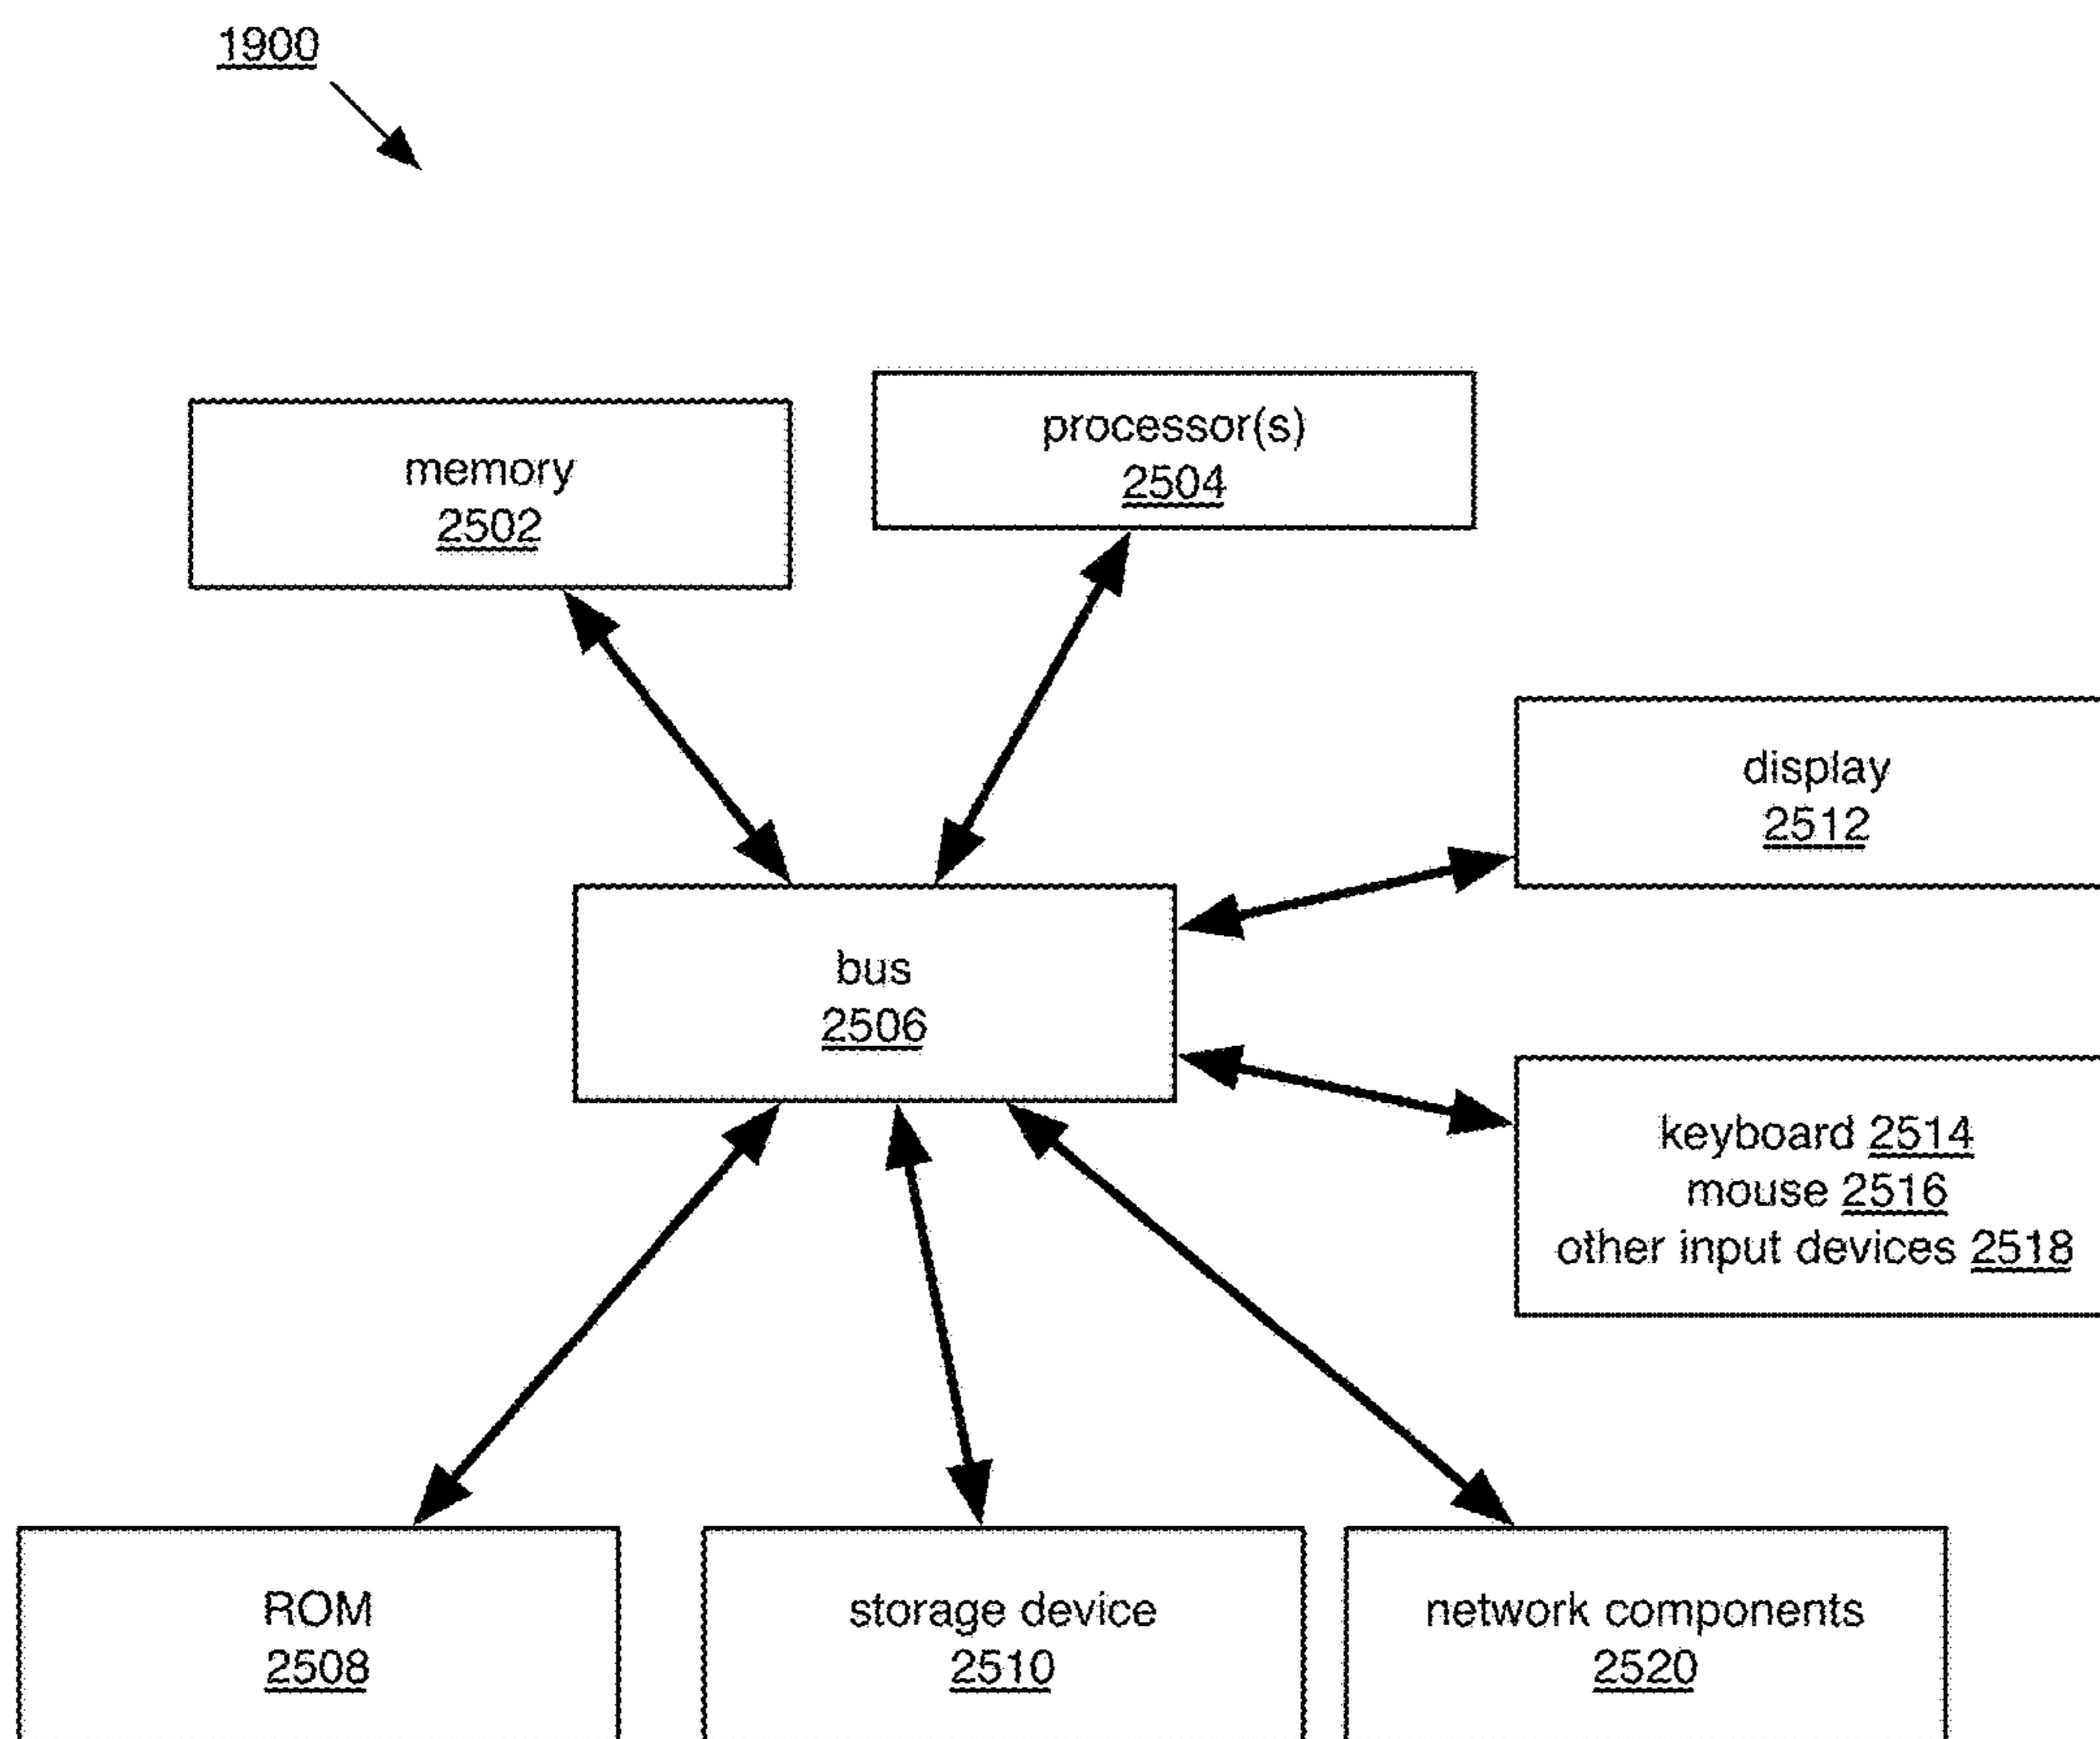 1900
processor(s)
2504
memory
2502
display
2512
bus
2506
keyboard 2514
mouse 2516
other input devices 2518
ROM
2508
storage device
2510
network components
2520